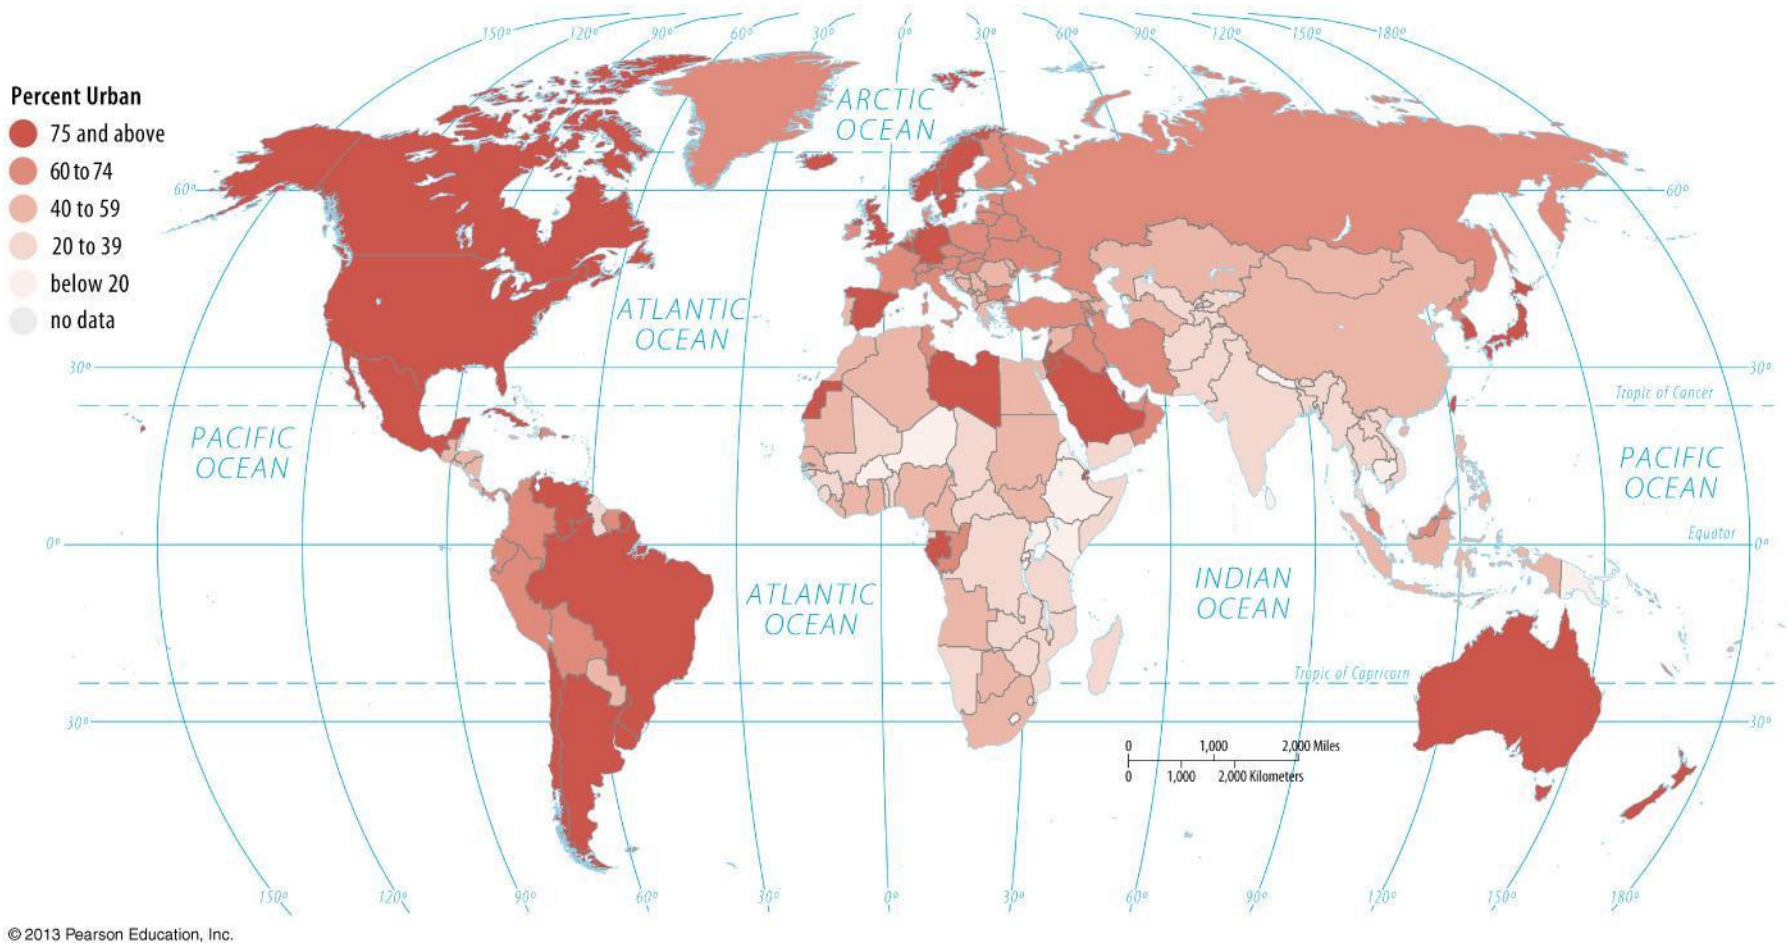 150° 120° 90° 60° 30° 0° 30° 60° 90° 120° 150° 180°
Percent Urban
75 and above
60 to 74
40 to 59
20 to 39
below 20
no data
ARCTIC
OCEAN
60° 60°
ATLANTIC
OCEAN
30° 30°
Tropic of Cancer
PACIFIC
OCEAN
PACIFIC
OCEAN
Equator
0° 0°
ATLANTIC
OCEAN
INDIAN
OCEAN
Tropic of Capricorn
30° 30°
0 1,000 2,000 Miles
0 1,000 2,000 Kilometers
150° 120° 90° 60° 30° 0° 30° 60° 90° 120° 150° 180°
© 2013 Pearson Education, Inc.